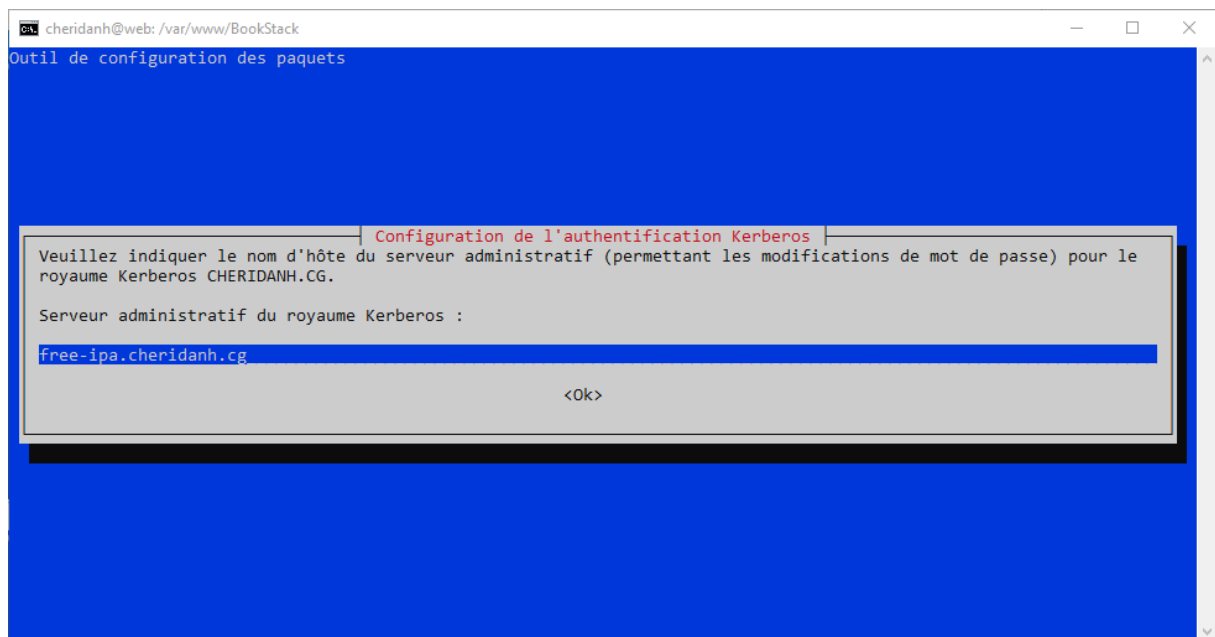 cheridanh@web: /var/www/BookStack
Outil de configuration des paquets
Configuration de l'authentification Kerberos
Veuillez indiquer le nom d'hôte du serveur administratif (permettant les modifications de mot de passe) pour le
royaume Kerberos CHERIDANH.CG.
Serveur administratif du royaume Kerberos :
free-ipa.cheridanh.cg
<Ok>